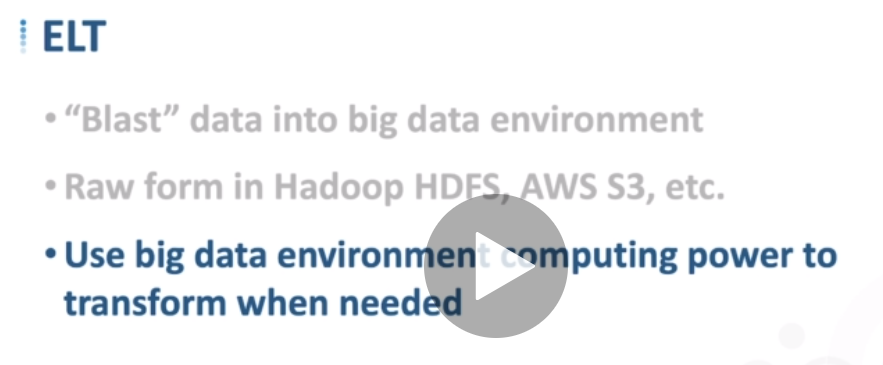 ELT
• “Blast” data into big data environment
• Raw form in Hadoop HDFS, AWS S3, etc.
• Use big data environment computing power to
transform when needed